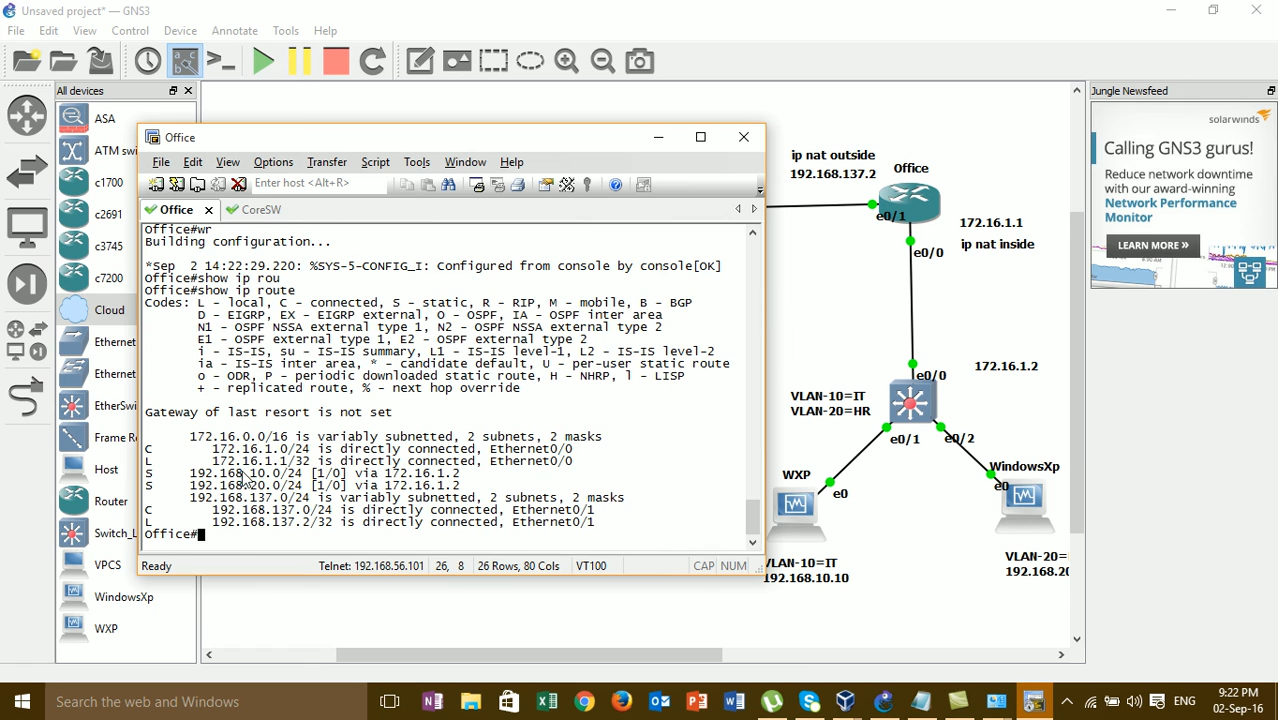 Unsaved project* — GNS3
File Edit View Control Device Annotate Tools Help
All devices
ASA
ATM swi
c1700
c2691
c3745
c7200
Cloud
Ethernet
Ethernet
EtherSwit
Frame Re
Host
Router
Switch_L
VPCS
WindowsXp
WXP
Office
File Edit View Options Transfer Script Tools Window Help
Enter host <Alt+R>
Office CoreSW
Office#wr
Building configuration...
*Sep 2 14:22:29.220: %SYS-5-CONFIG_I: Configured from console by console[OK]
Office#show ip rou
Office#show ip route
Codes: L - local, C - connected, S - static, R - RIP, M - mobile, B - BGP
D - EIGRP, EX - EIGRP external, O - OSPF, IA - OSPF inter area
N1 - OSPF NSSA external type 1, N2 - OSPF NSSA external type 2
E1 - OSPF external type 1, E2 - OSPF external type 2
i - IS-IS, su - IS-IS summary, L1 - IS-IS level-1, L2 - IS-IS level-2
ia - IS-IS inter area, * - candidate default, U - per-user static route
o - ODR, P - periodic downloaded static route, H - NHRP, l - LISP
+ - replicated route, % - next hop override
Gateway of last resort is not set
172.16.0.0/16 is variably subnetted, 2 subnets, 2 masks
C 172.16.1.0/24 is directly connected, Ethernet0/0
L 172.16.1.1/32 is directly connected, Ethernet0/0
S 192.168.10.0/24 [1/0] via 172.16.1.2
S 192.168.20.0/24 [1/0] via 172.16.1.2
192.168.137.0/24 is variably subnetted, 2 subnets, 2 masks
C 192.168.137.0/24 is directly connected, Ethernet0/1
L 192.168.137.2/32 is directly connected, Ethernet0/1
Office#
Ready Telnet: 192.168.56.101 26, 8 26 Rows, 80 Cols VT100 CAP NUM
ip nat outside
192.168.137.2
Office
e0/1
172.16.1.1
ip nat inside
e0/0
172.16.1.2
e0/0
VLAN-10=IT
VLAN-20=HR
e0/1
e0/2
WXP
e0
WindowsXp
e0
VLAN-10=IT
192.168.10.10
VLAN-20=
192.168.20
Jungle Newsfeed
solarwinds
Calling GNS3 gurus!
Reduce network downtime
with our award-winning
Network Performance
Monitor
LEARN MORE »
Search the web and Windows
ENG
9:22 PM
02-Sep-16